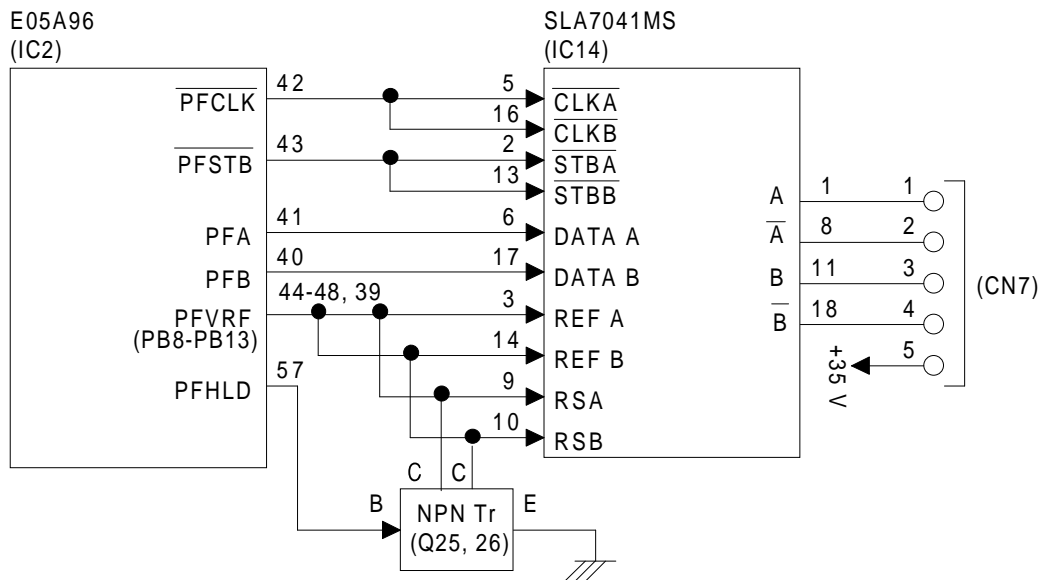 E05A96
(IC2)
SLA7041MS
(IC14)
PFCLK 42
5 CLKA
16 CLKB
PFSTB 43
2 STBA
13 STBB
PFA 41
6 DATA A
PFB 40
17 DATA B
PFVRF 44-48, 39
(PB8-PB13)
3 REF A
14 REF B
PFHLD 57
9 RSA
10 RSB
A 1 1
A 8 2
B 11 3
B 18 4
5
+35 V
(CN7)
C C
B NPN Tr E
(Q25, 26)